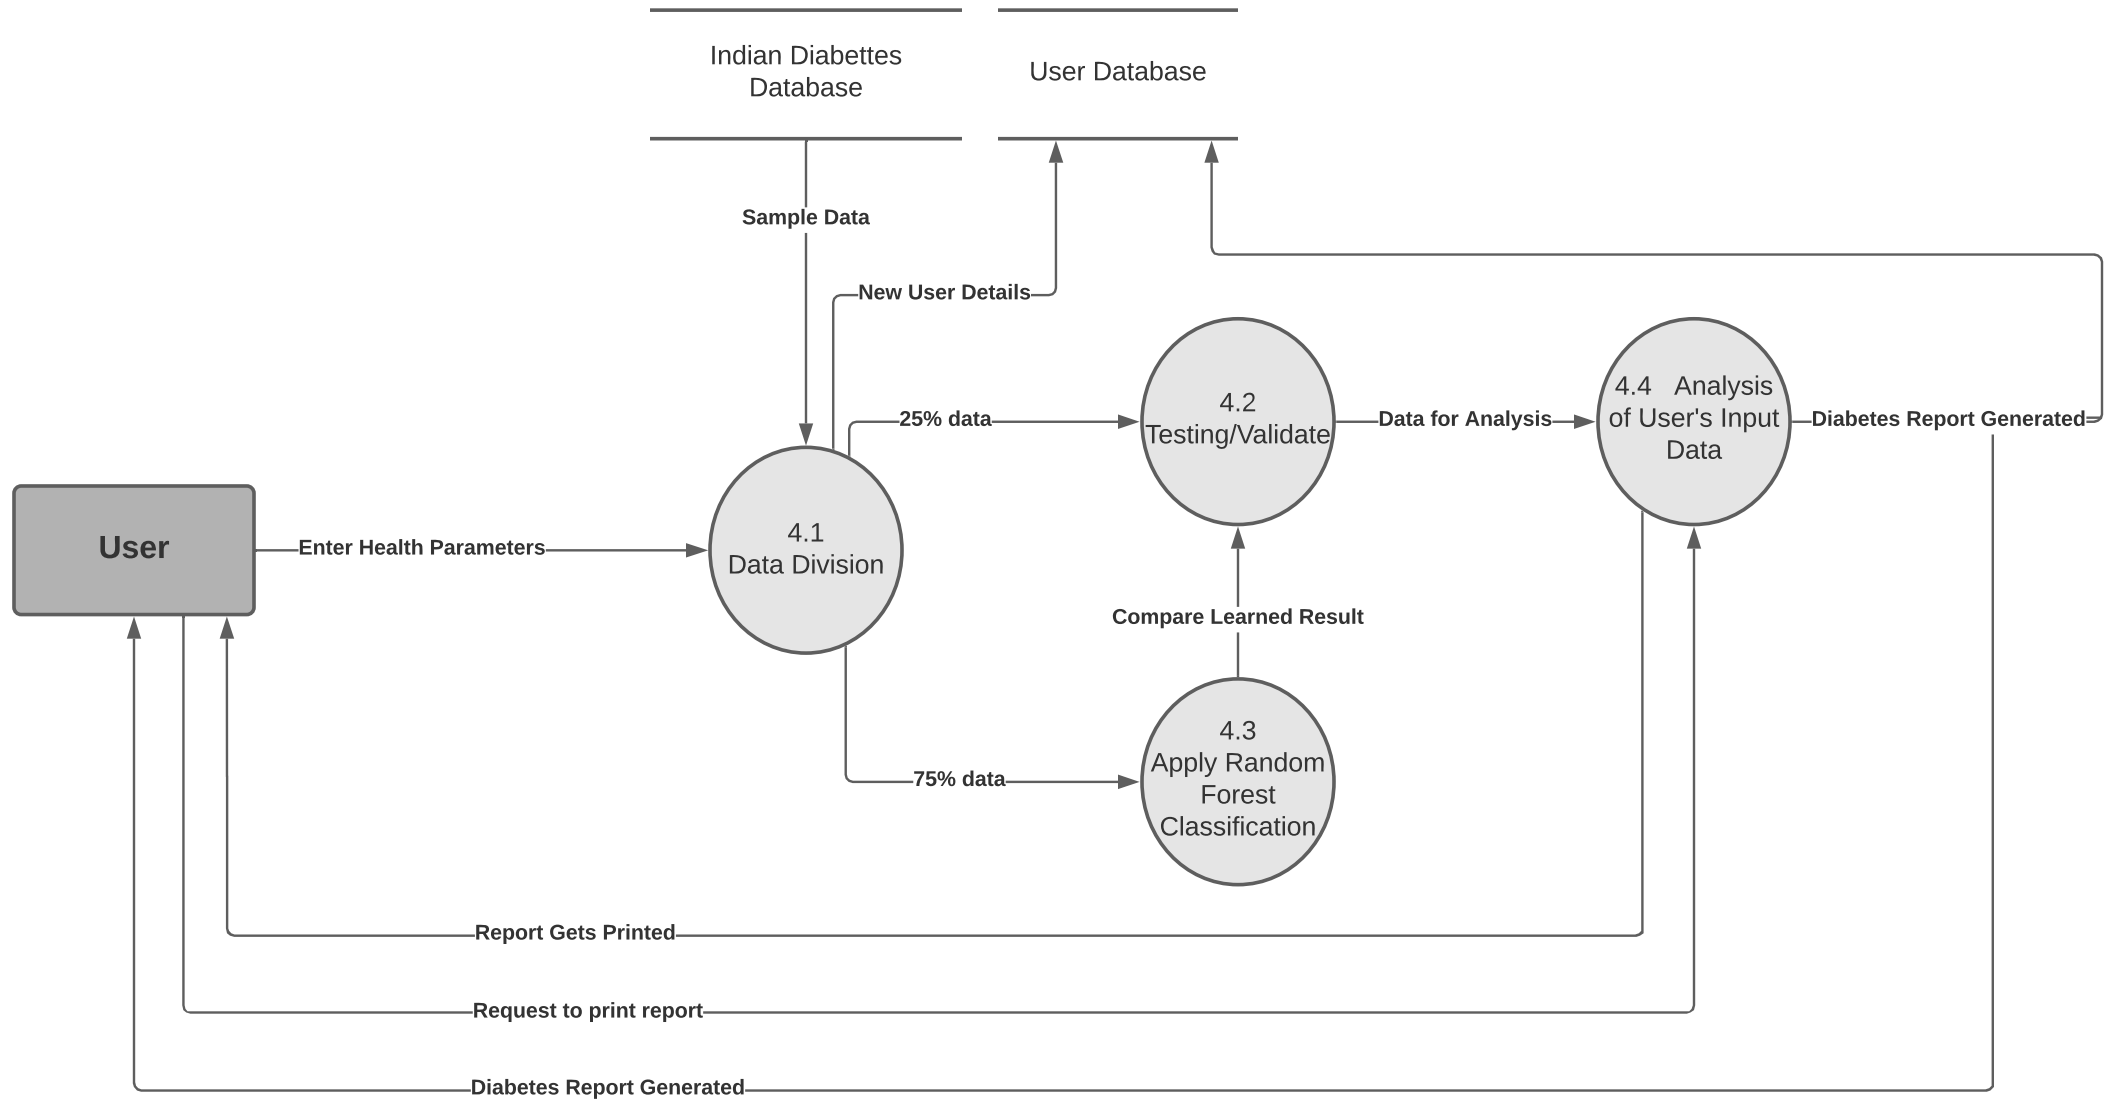 Indian Diabettes
Database
User Database
Sample Data
New User Details
25% data
4.2
Testing/Validate
Data for Analysis
4.4   Analysis
of User's Input
Data
Diabetes Report Generated
User
Enter Health Parameters
4.1
Data Division
Compare Learned Result
75% data
4.3
Apply Random
Forest
Classification
Report Gets Printed
Request to print report
Diabetes Report Generated